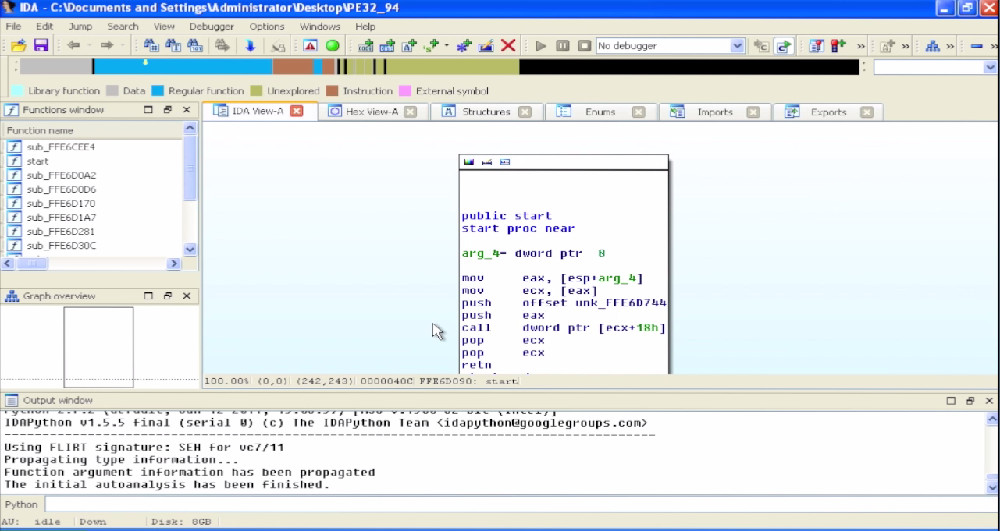 IDA - C:\Documents and Settings\Administrator\Desktop\PE32_94
File Edit Jump Search View Debugger Options Windows Help
No debugger
Library function Data Regular function Unexplored Instruction External symbol
Functions window
IDA View-A Hex View-A Structures Enums Imports Exports
Function name
sub_FFE6CEE4
start
sub_FFE6D0A2
sub_FFE6D0D6
sub_FFE6D170
sub_FFE6D1A7
sub_FFE6D281
sub_FFE6D30C
Graph overview
public start
start proc near
arg_4= dword ptr 8
mov eax, [esp+arg_4]
mov ecx, [eax]
push offset unk_FFE6D744
push eax
call dword ptr [ecx+18h]
pop ecx
pop ecx
retn
100.00% (0,0) (242,243) 0000040C FFE6D090: start
Output window
IDAPython v1.5.5 final (serial 0) (c) The IDAPython Team <idapython@googlegroups.com>
Using FLIRT signature: SEH for vc7/11
Propagating type information...
Function argument information has been propagated
The initial autoanalysis has been finished.
Python
AU: idle Down Disk: 8GB